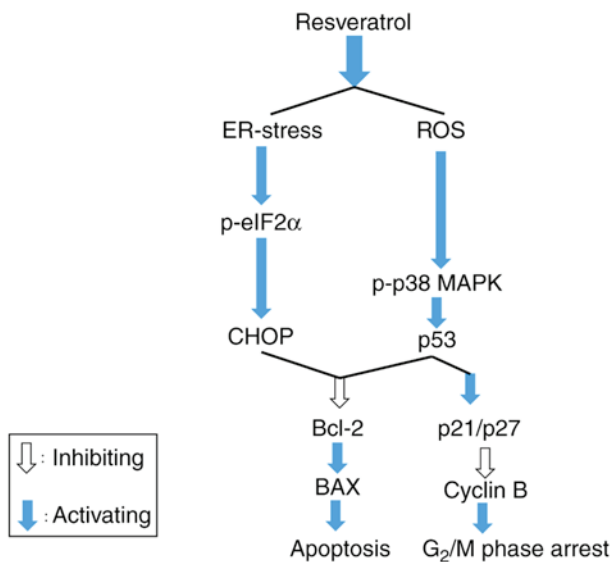 Resveratrol
ER-stress ROS
p-eIF2α
p-p38 MAPK
CHOP p53
Bcl-2 p21/p27
BAX Cyclin B
Apoptosis G₂/M phase arrest
: Inhibiting
: Activating